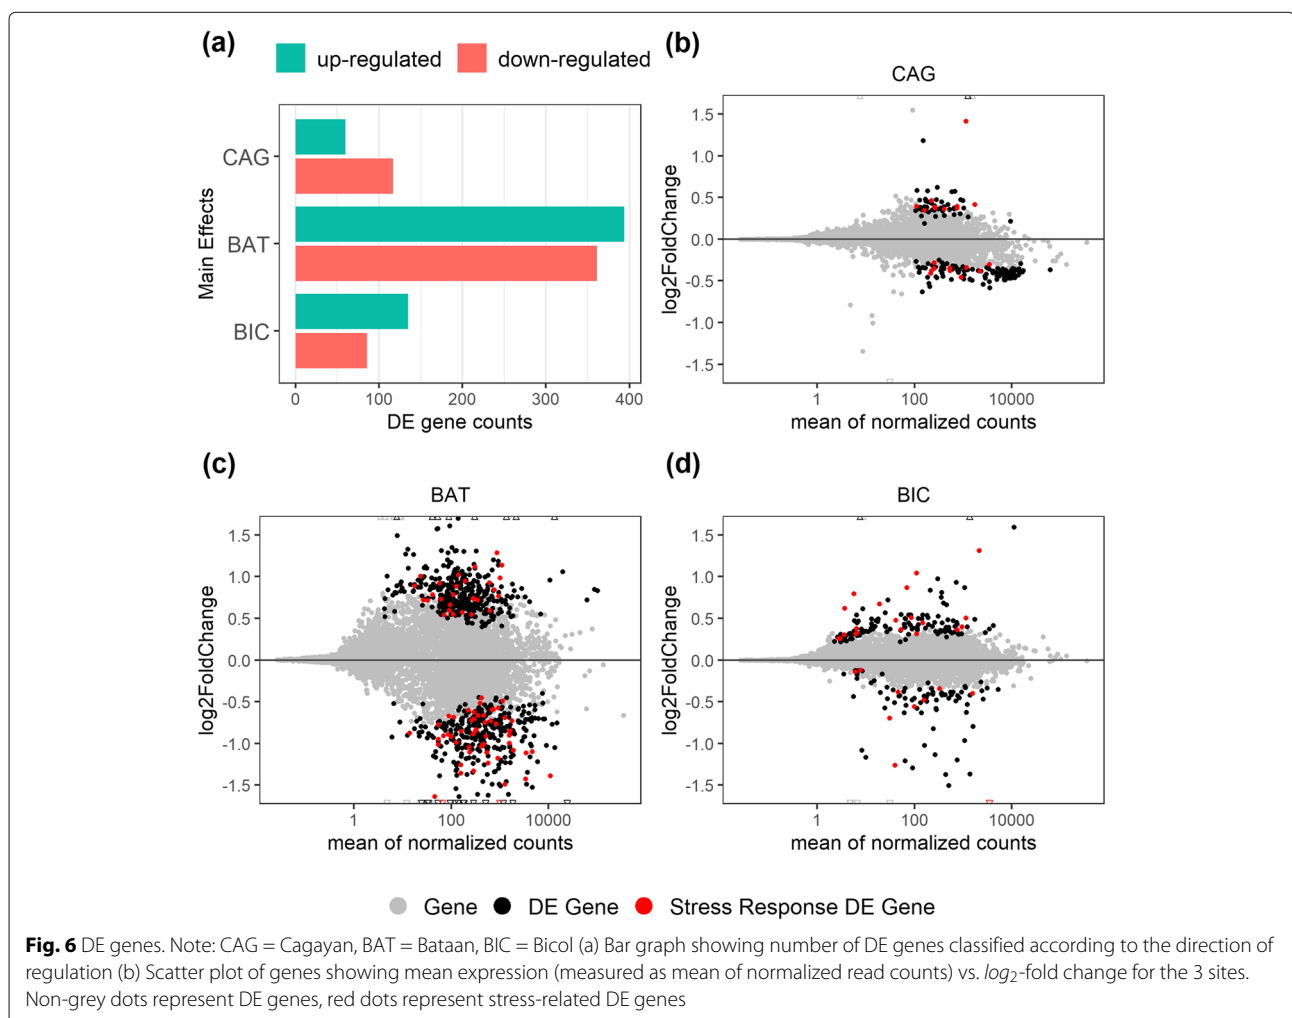 (a)
up-regulated down-regulated
Main Effects
CAG
BAT
BIC
0 100 200 300 400
DE gene counts
(b)
CAG
log2FoldChange
1.5
1.0
0.5
0.0
-0.5
-1.0
-1.5
1 100 10000
mean of normalized counts
(c)
BAT
log2FoldChange
1.5
1.0
0.5
0.0
-0.5
-1.0
-1.5
1 100 10000
mean of normalized counts
(d)
BIC
log2FoldChange
1.5
1.0
0.5
0.0
-0.5
-1.0
-1.5
1 100 10000
mean of normalized counts
Gene DE Gene Stress Response DE Gene
Fig. 6 DE genes. Note: CAG = Cagayan, BAT = Bataan, BIC = Bicol (a) Bar graph showing number of DE genes classified according to the direction of
regulation (b) Scatter plot of genes showing mean expression (measured as mean of normalized read counts) vs. log₂-fold change for the 3 sites.
Non-grey dots represent DE genes, red dots represent stress-related DE genes